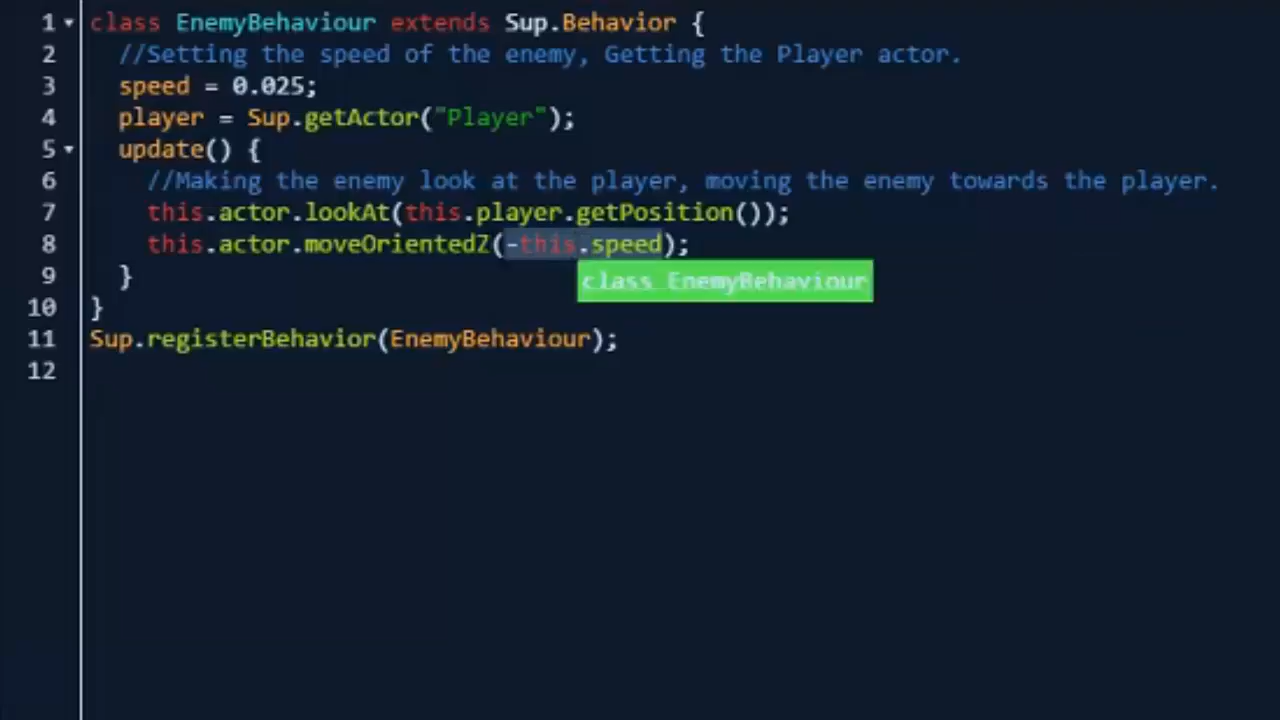 1 class EnemyBehaviour extends Sup.Behavior {
2 //Setting the speed of the enemy, Getting the Player actor.
3 speed = 0.025;
4 player = Sup.getActor("Player");
5 update() {
6 //Making the enemy look at the player, moving the enemy towards the player.
7 this.actor.lookAt(this.player.getPosition());
8 this.actor.moveOrientedZ(-this.speed);
9 }
class EnemyBehaviour
10 }
11 Sup.registerBehavior(EnemyBehaviour);
12